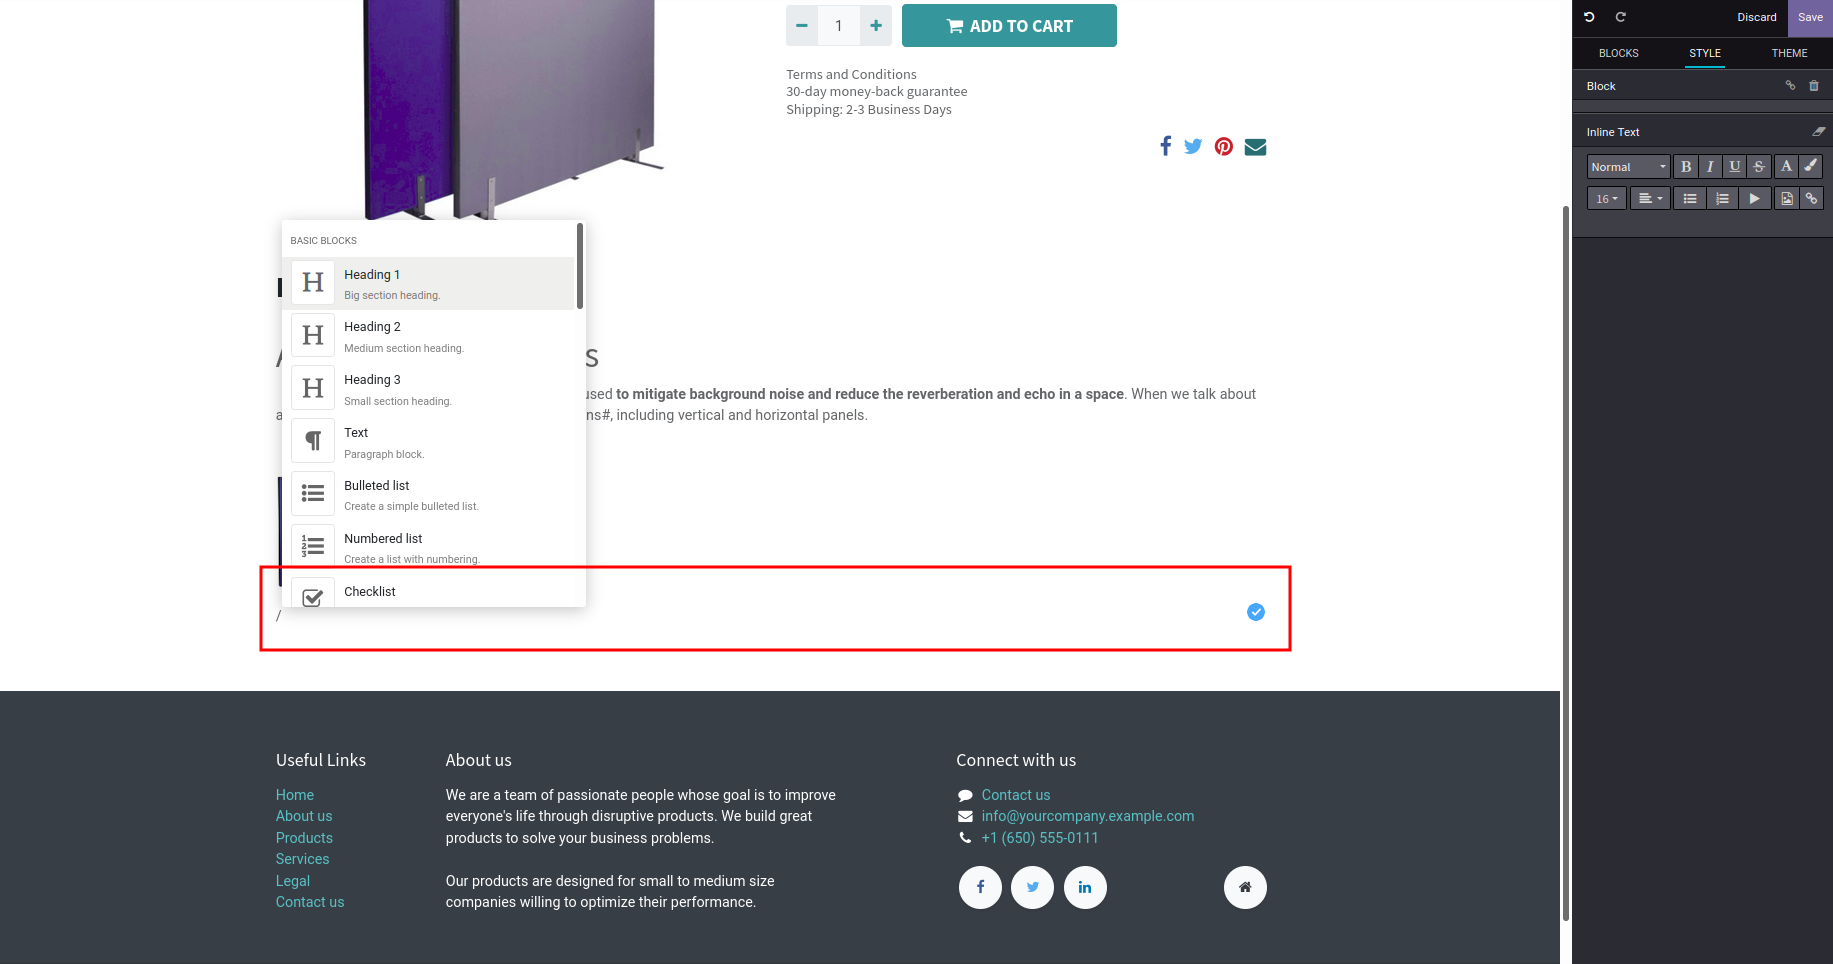 1
ADD TO CART
Terms and Conditions
30-day money-back guarantee
Shipping: 2-3 Business Days
Discard
Save
BLOCKS
STYLE
THEME
Block
Inline Text
Normal
B I U S A
16
BASIC BLOCKS
Heading 1
Big section heading.
Heading 2
Medium section heading.
Heading 3
Small section heading.
Text
Paragraph block.
Bulleted list
Create a simple bulleted list.
Numbered list
Create a list with numbering.
Checklist
used to mitigate background noise and reduce the reverberation and echo in a space. When we talk about
ns#, including vertical and horizontal panels.
/
Useful Links
Home
About us
Products
Services
Legal
Contact us
About us
We are a team of passionate people whose goal is to improve
everyone's life through disruptive products. We build great
products to solve your business problems.
Our products are designed for small to medium size
companies willing to optimize their performance.
Connect with us
Contact us
info@yourcompany.example.com
+1 (650) 555-0111